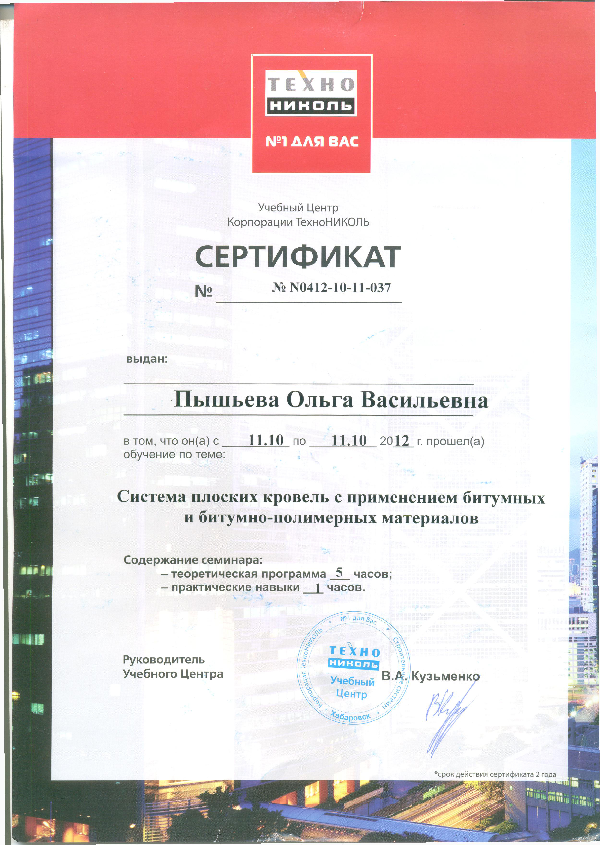 ТЕХНО
НИКОЛЬ
№1 ДЛЯ ВАС
Учебный Центр
Корпорации ТехноНИКОЛЬ
СЕРТИФИКАТ
№ № N0412-10-11-037
выдан:
Пышьева Ольга Васильевна
в том, что он(а) с 11.10 по 11.10 2012 г. прошел(а)
обучение по теме:
Система плоских кровель с применением битумных
и битумно-полимерных материалов
Содержание семинара:
– теоретическая программа 5 часов;
– практические навыки 1 часов.
№1 ДЛЯ ВАС
ТЕХНО
НИКОЛЬ
Учебный
Центр
Хабаровск
Руководитель
Учебного Центра
В.А. Кузьменко
*срок действия сертификата 2 года